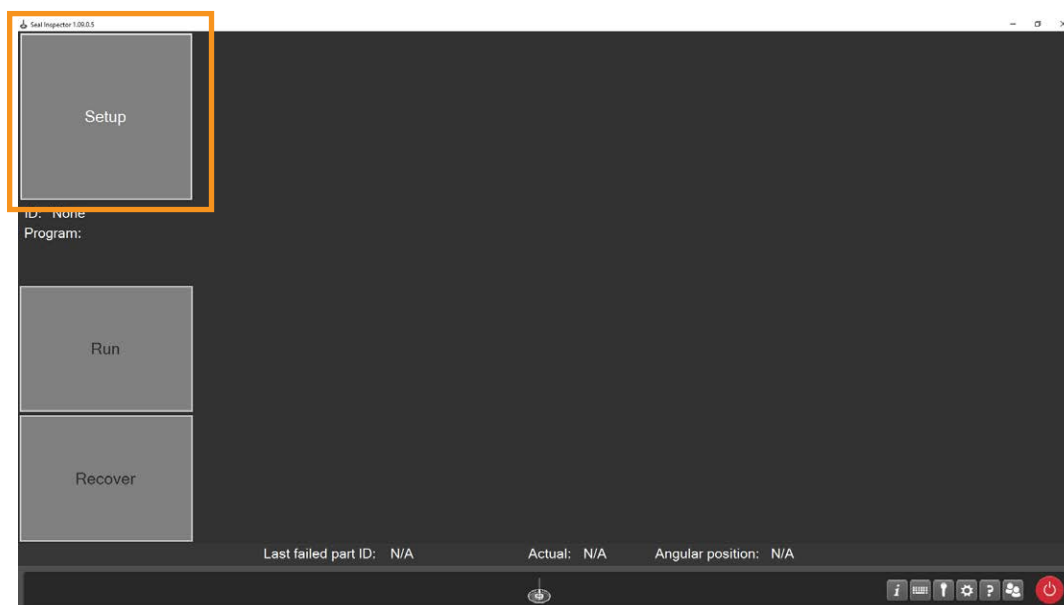 Seal Inspector 1.09.0.5
Setup
ID: None
Program:
Run
Recover
Last failed part ID: N/A Actual: N/A Angular position: N/A
i ?